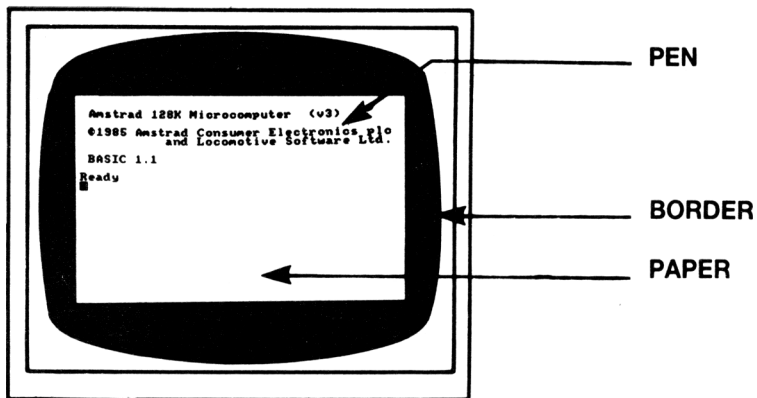 Amstrad 128K Microcomputer (v3)
©1985 Amstrad Consumer Electronics plc
and Locomotive Software Ltd.
BASIC 1.1
Ready
PEN
BORDER
PAPER